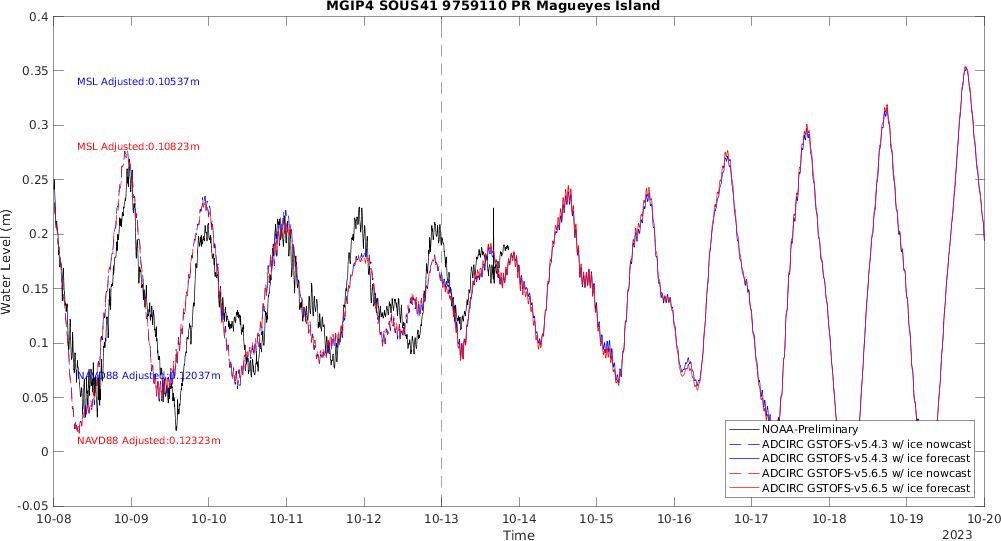 MGIP4 SOUS41 9759110 PR Magueyes Island
0.4
0.35
0.3
0.25
0.2
0.15
0.1
0.05
0
-0.05
Water Level (m)
MSL Adjusted:0.10537m
MSL Adjusted:0.10823m
NAVD88 Adjusted:0.12037m
NAVD88 Adjusted:0.12323m
NOAA-Preliminary
ADCIRC GSTOFS-v5.4.3 w/ ice nowcast
ADCIRC GSTOFS-v5.4.3 w/ ice forecast
ADCIRC GSTOFS-v5.6.5 w/ ice nowcast
ADCIRC GSTOFS-v5.6.5 w/ ice forecast
10-08 10-09 10-10 10-11 10-12 10-13 10-14 10-15 10-16 10-17 10-18 10-19 10-20
Time
2023